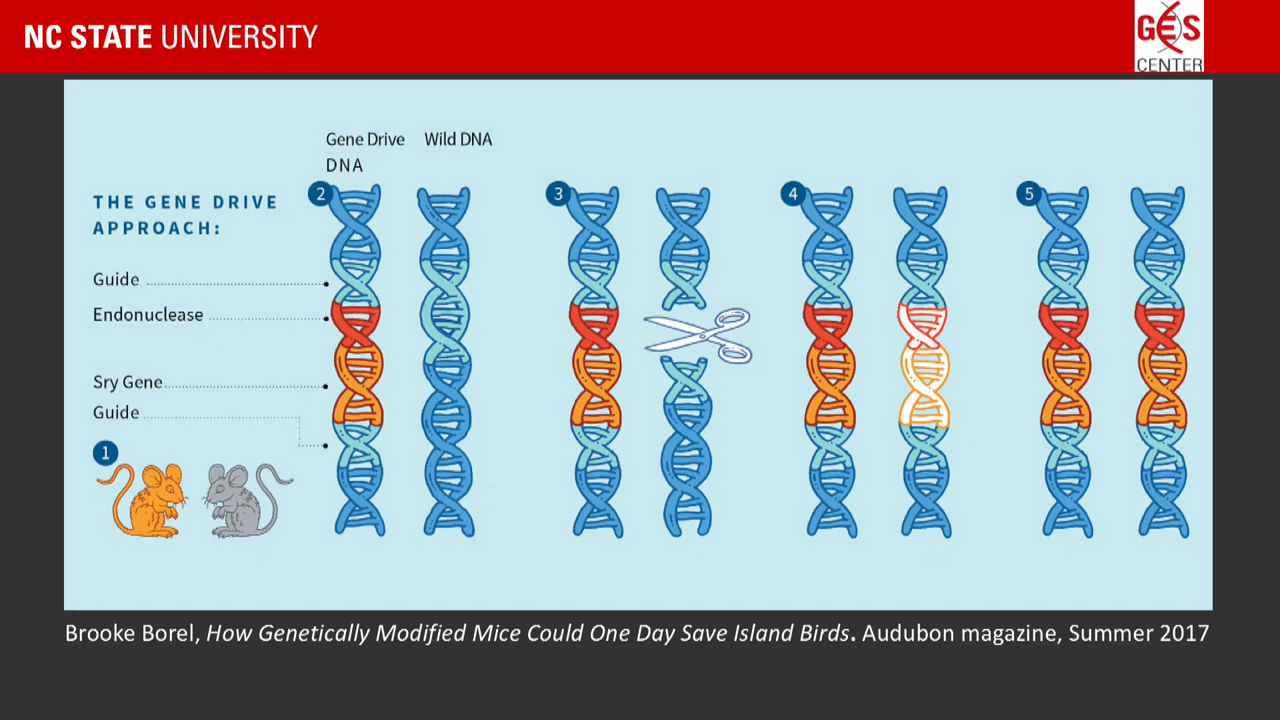 NC STATE UNIVERSITY
GES
CENTER
Gene Drive
DNA
Wild DNA
THE GENE DRIVE
APPROACH:
Guide
Endonuclease
Sry Gene
Guide
1
2
3
4
5
Brooke Borel, How Genetically Modified Mice Could One Day Save Island Birds. Audubon magazine, Summer 2017